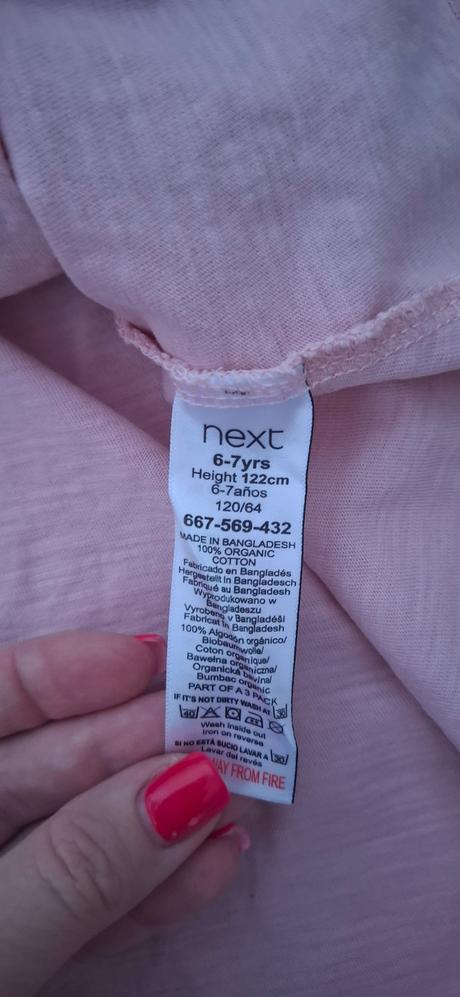 next
6-7yrs
Height 122cm
6-7años
120/64
667-569-432
MADE IN BANGLADESH
100% ORGANIC
COTTON
Fabricado en Bangladés
Hergestellt in Bangladesch
Fabriqué au Bangladesh
Wyprodukowano w
Bangladeszu
Vyrobeno v Bangladéši
Fabricat în Bangladesh
100% Algodón orgánico/
Biobaumwolle/
Coton organique/
Bawełna organiczna/
Organická bavlna/
Bumbac organic
PART OF A 3 PACK
IF IT'S NOT DIRTY WASH AT 30
40
Wash inside out
Iron on reverse
SI NO ESTÁ SUCIO LAVAR A 30
Lavar del revés
AWAY FROM FIRE